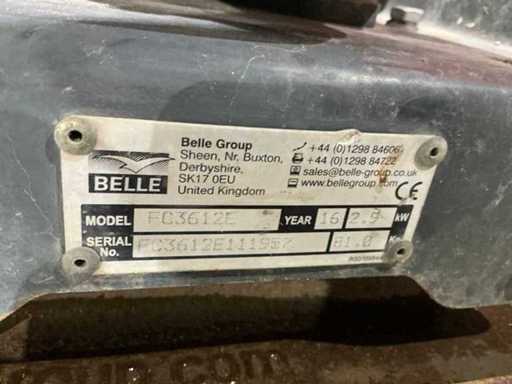 Belle Group
Sheen, Nr. Buxton,
Derbyshire,
SK17 0EU
United Kingdom
+44 (0)1298 84606
+44 (0)1298 84722
sales@belle-group.co.uk
www.bellegroup.com
BELLE
CE
MODEL FC3612E YEAR 16 2.9 kW
SERIAL No. 81.0